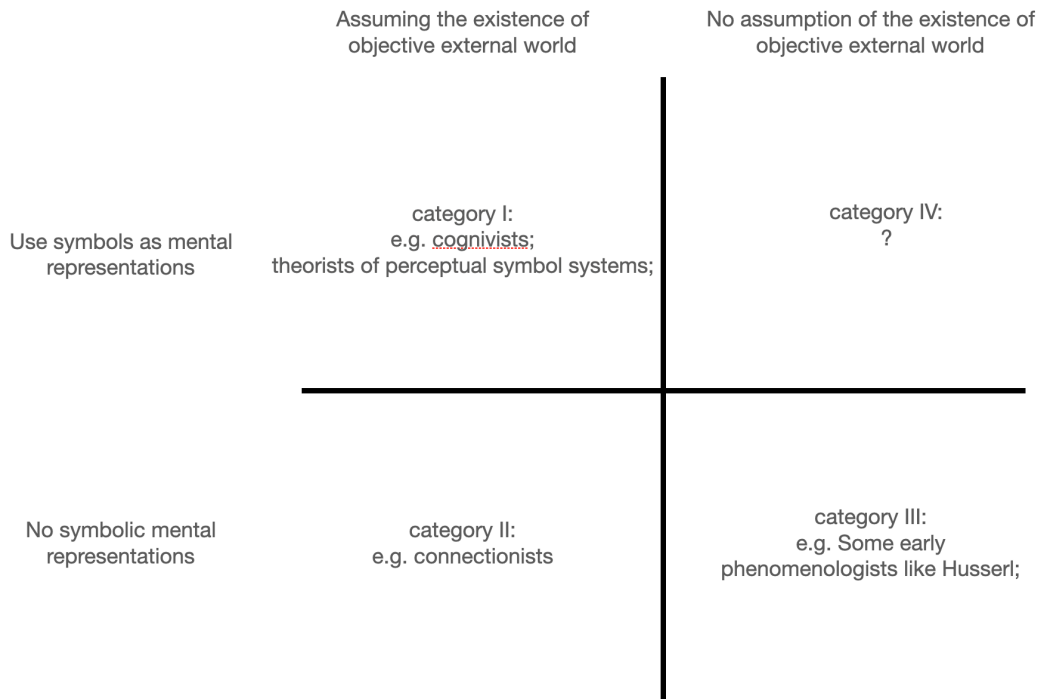 Assuming the existence of
objective external world
No assumption of the existence of
objective external world
Use symbols as mental
representations
category I:
e.g. cognivists;
theorists of perceptual symbol systems;
category IV:
?
No symbolic mental
representations
category II:
e.g. connectionists
category III:
e.g. Some early
phenomenologists like Husserl;